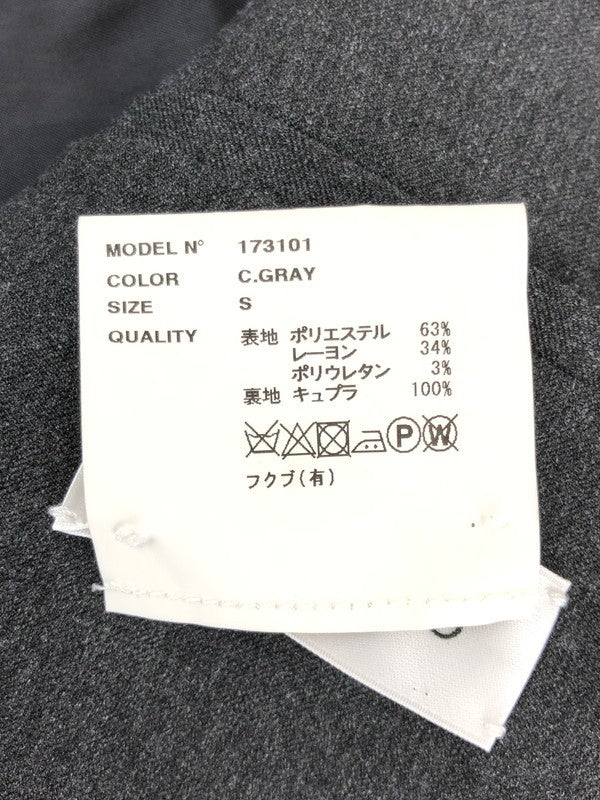 MODEL N° 173101
COLOR C.GRAY
SIZE S
QUALITY 表地 ポリエステル 63%
レーヨン 34%
ポリウレタン 3%
裏地 キュプラ 100%
P W
フクブ(有)